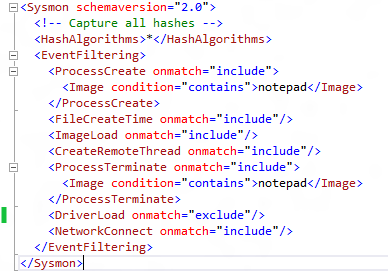 <Sysmon schemaversion="2.0">
<!-- Capture all hashes -->
<HashAlgorithms>*</HashAlgorithms>
<EventFiltering>
<ProcessCreate onmatch="include">
<Image condition="contains">notepad</Image>
</ProcessCreate>
<FileCreateTime onmatch="include"/>
<ImageLoad onmatch="include"/>
<CreateRemoteThread onmatch="include"/>
<ProcessTerminate onmatch="include">
<Image condition="contains">notepad</Image>
</ProcessTerminate>
<DriverLoad onmatch="exclude"/>
<NetworkConnect onmatch="include"/>
</EventFiltering>
</Sysmon>